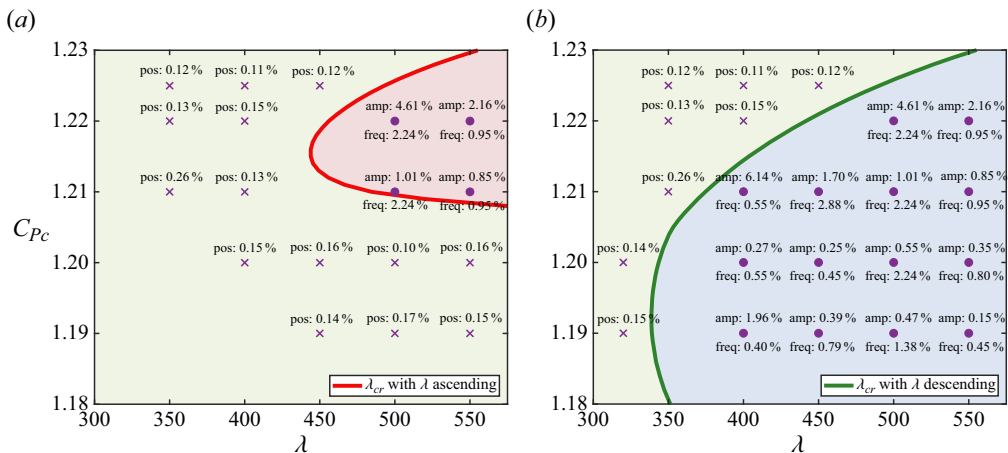 (a)
(b)
1.23
pos: 0.12 % pos: 0.11 % pos: 0.12 %
1.22
pos: 0.13 % pos: 0.15 % amp: 4.61 % amp: 2.16 %
freq: 2.24 % freq: 0.95 %
1.21
pos: 0.26 % pos: 0.13 % amp: 1.01 % amp: 0.85 %
freq: 2.24 % freq: 0.95 %
C_{Pc}
1.20
pos: 0.15 % pos: 0.16 % pos: 0.10 % pos: 0.16 %
1.19
pos: 0.14 % pos: 0.17 % pos: 0.15 %
λ_{cr} with λ ascending
1.18
300 350 400 450 500 550
λ
1.23
pos: 0.12 % pos: 0.11 % pos: 0.12 %
1.22
pos: 0.13 % pos: 0.15 % amp: 4.61 % amp: 2.16 %
freq: 2.24 % freq: 0.95 %
1.21
pos: 0.26 % amp: 6.14 % amp: 1.70 % amp: 1.01 % amp: 0.85 %
freq: 0.55 % freq: 2.88 % freq: 2.24 % freq: 0.95 %
1.20
pos: 0.14 % amp: 0.27 % amp: 0.25 % amp: 0.55 % amp: 0.35 %
freq: 0.55 % freq: 0.45 % freq: 2.24 % freq: 0.80 %
1.19
pos: 0.15 % amp: 1.96 % amp: 0.39 % amp: 0.47 % amp: 0.15 %
freq: 0.40 % freq: 0.79 % freq: 1.38 % freq: 0.45 %
λ_{cr} with λ descending
1.18
300 350 400 450 500 550
λ